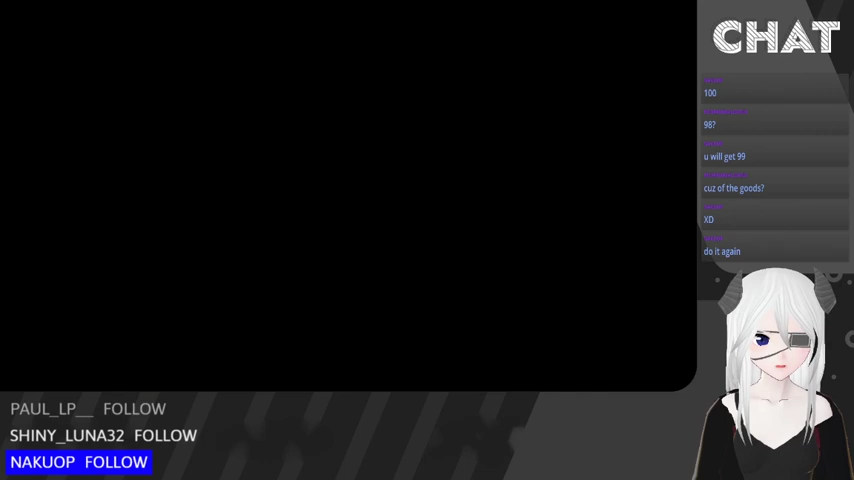 CHAT
100
98?
u will get 99
cuz of the goods?
XD
do it again
PAUL_LP__ FOLLOW
SHINY_LUNA32 FOLLOW
NAKUOP FOLLOW